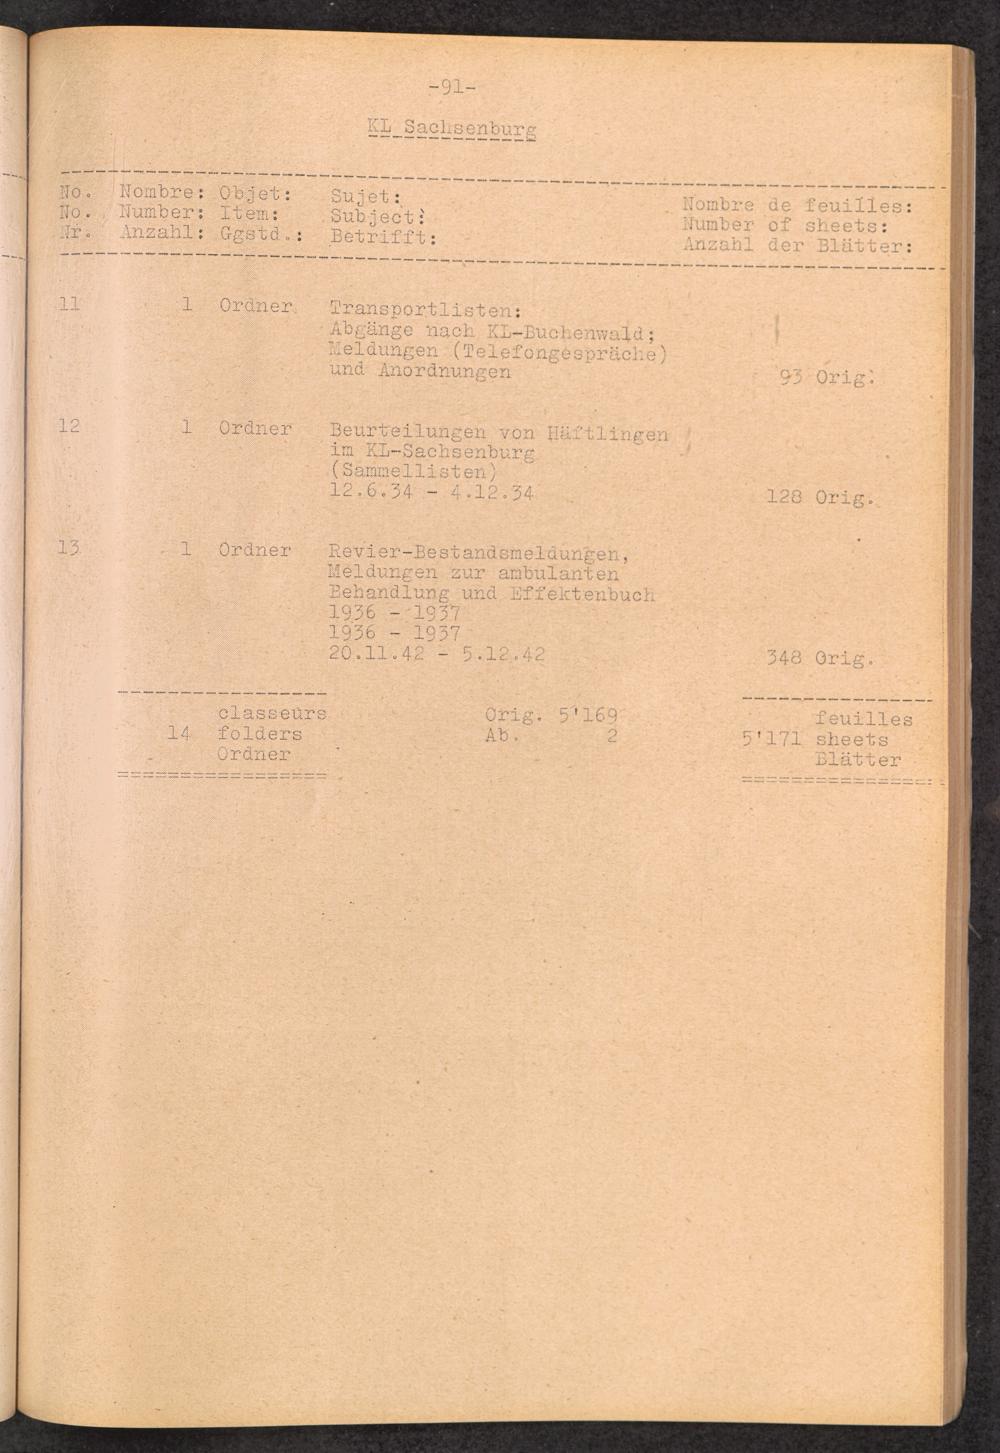 -91-
KL Sachsenburg
No. Nombre: Objet: Sujet: Nombre de feuilles:
No. Number: Item: Subject: Number of sheets:
Nr. Anzahl: Ggstd.: Betrifft: Anzahl der Blätter:
11 1 Ordner Transportlisten:
Abgänge nach KL-Buchenwald;
Meldungen (Telefongespräche)
und Anordnungen 93 Orig.
12 1 Ordner Beurteilungen von Häftlingen
im KL-Sachsenburg
(Sammellisten)
12.6.34 - 4.12.34 128 Orig.
13 1 Ordner Revier-Bestandsmeldungen,
Meldungen zur ambulanten
Behandlung und Effektenbuch
1936 - 1937
1936 - 1937
20.11.42 - 5.12.42 348 Orig.
classeurs Orig. 5'169 feuilles
14 folders Ab. 2 5'171 sheets
Ordner Blätter